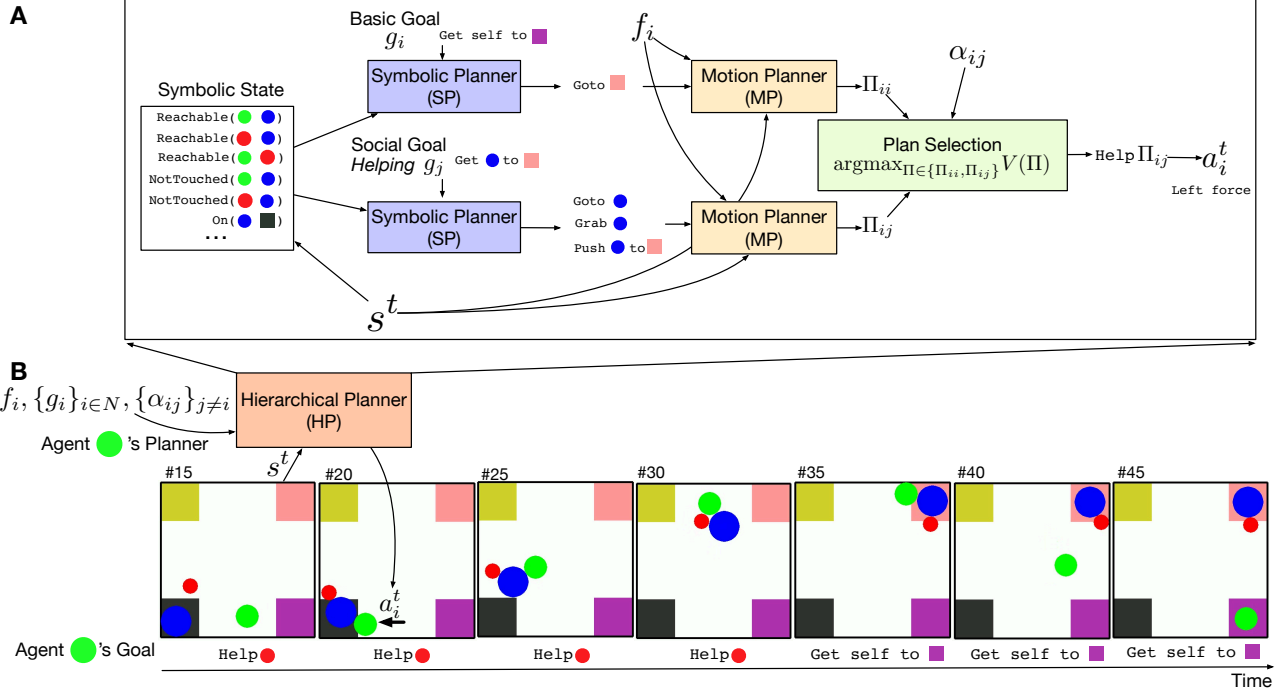 A
Basic Goal
g_i Get self to
Symbolic State
Reachable( )
Reachable( )
Reachable( )
NotTouched( )
NotTouched( )
On( )
...
Symbolic Planner
(SP)
Goto
f_i
Motion Planner
(MP)
Π_ii
α_ij
Social Goal
Helping g_j Get to
Symbolic Planner
(SP)
Goto
Grab
Push to
Motion Planner
(MP)
Π_ij
Plan Selection
argmax_Π∈{Π_ii,Π_ij} V(Π)
Help Π_ij
a_i^t
Left force
s^t
B
f_i, {g_i}_i∈N, {α_ij}_j≠i
Hierarchical Planner
(HP)
Agent 's Planner
s^t
#15
#20
#25
#30
#35
#40
#45
a_i^t
Agent 's Goal
Help
Help
Help
Help
Get self to
Get self to
Get self to
Time